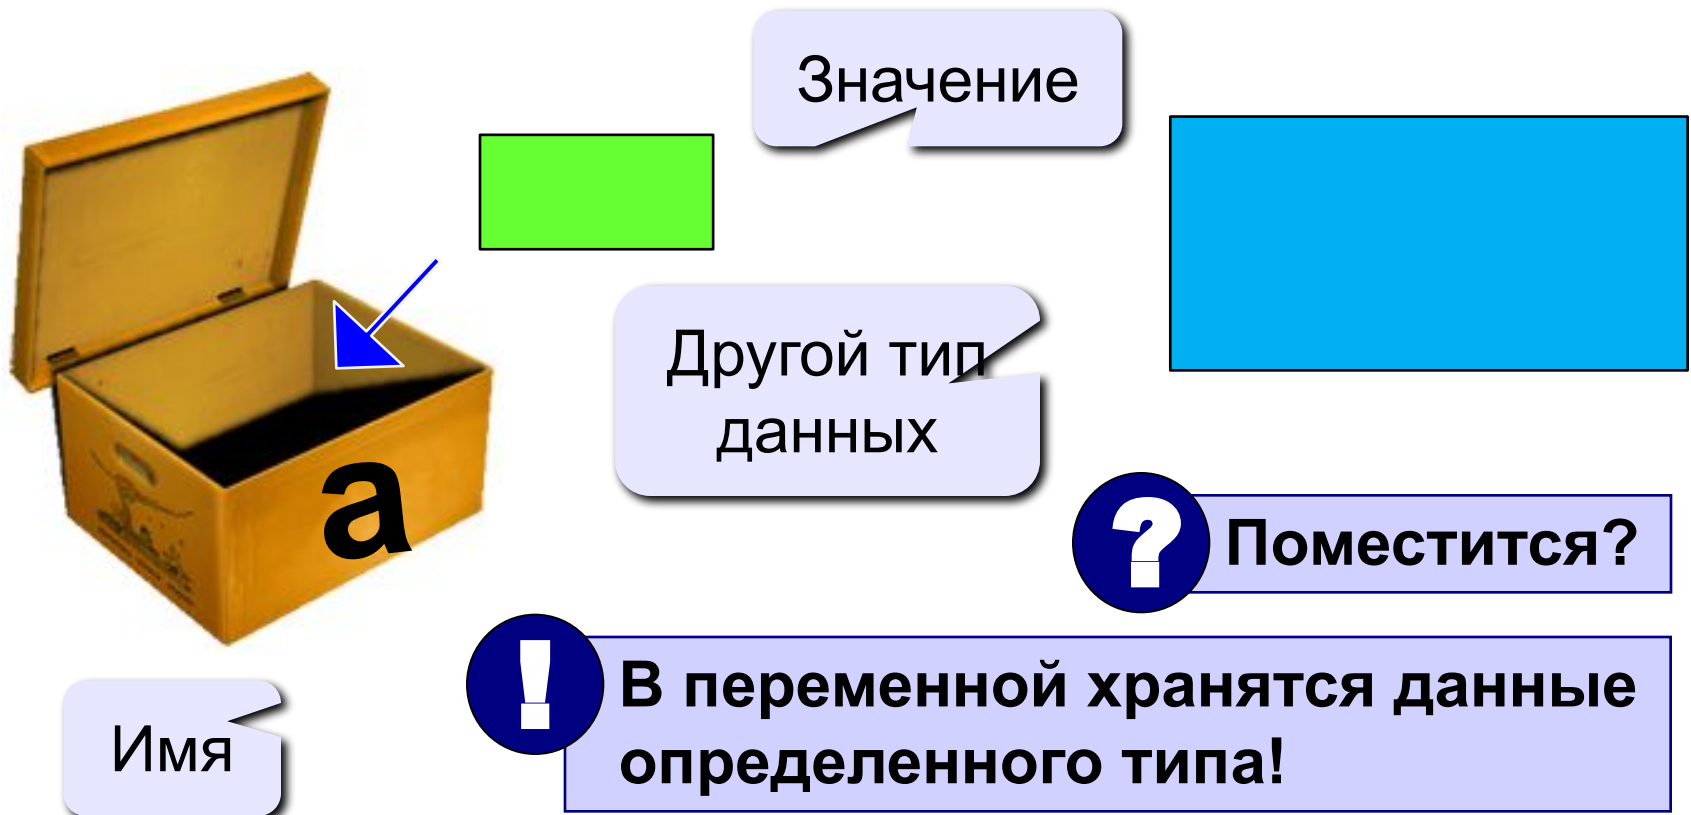 Значение
Другой тип
данных
a
? Поместится?
! В переменной хранятся данные
определенного типа!
Имя